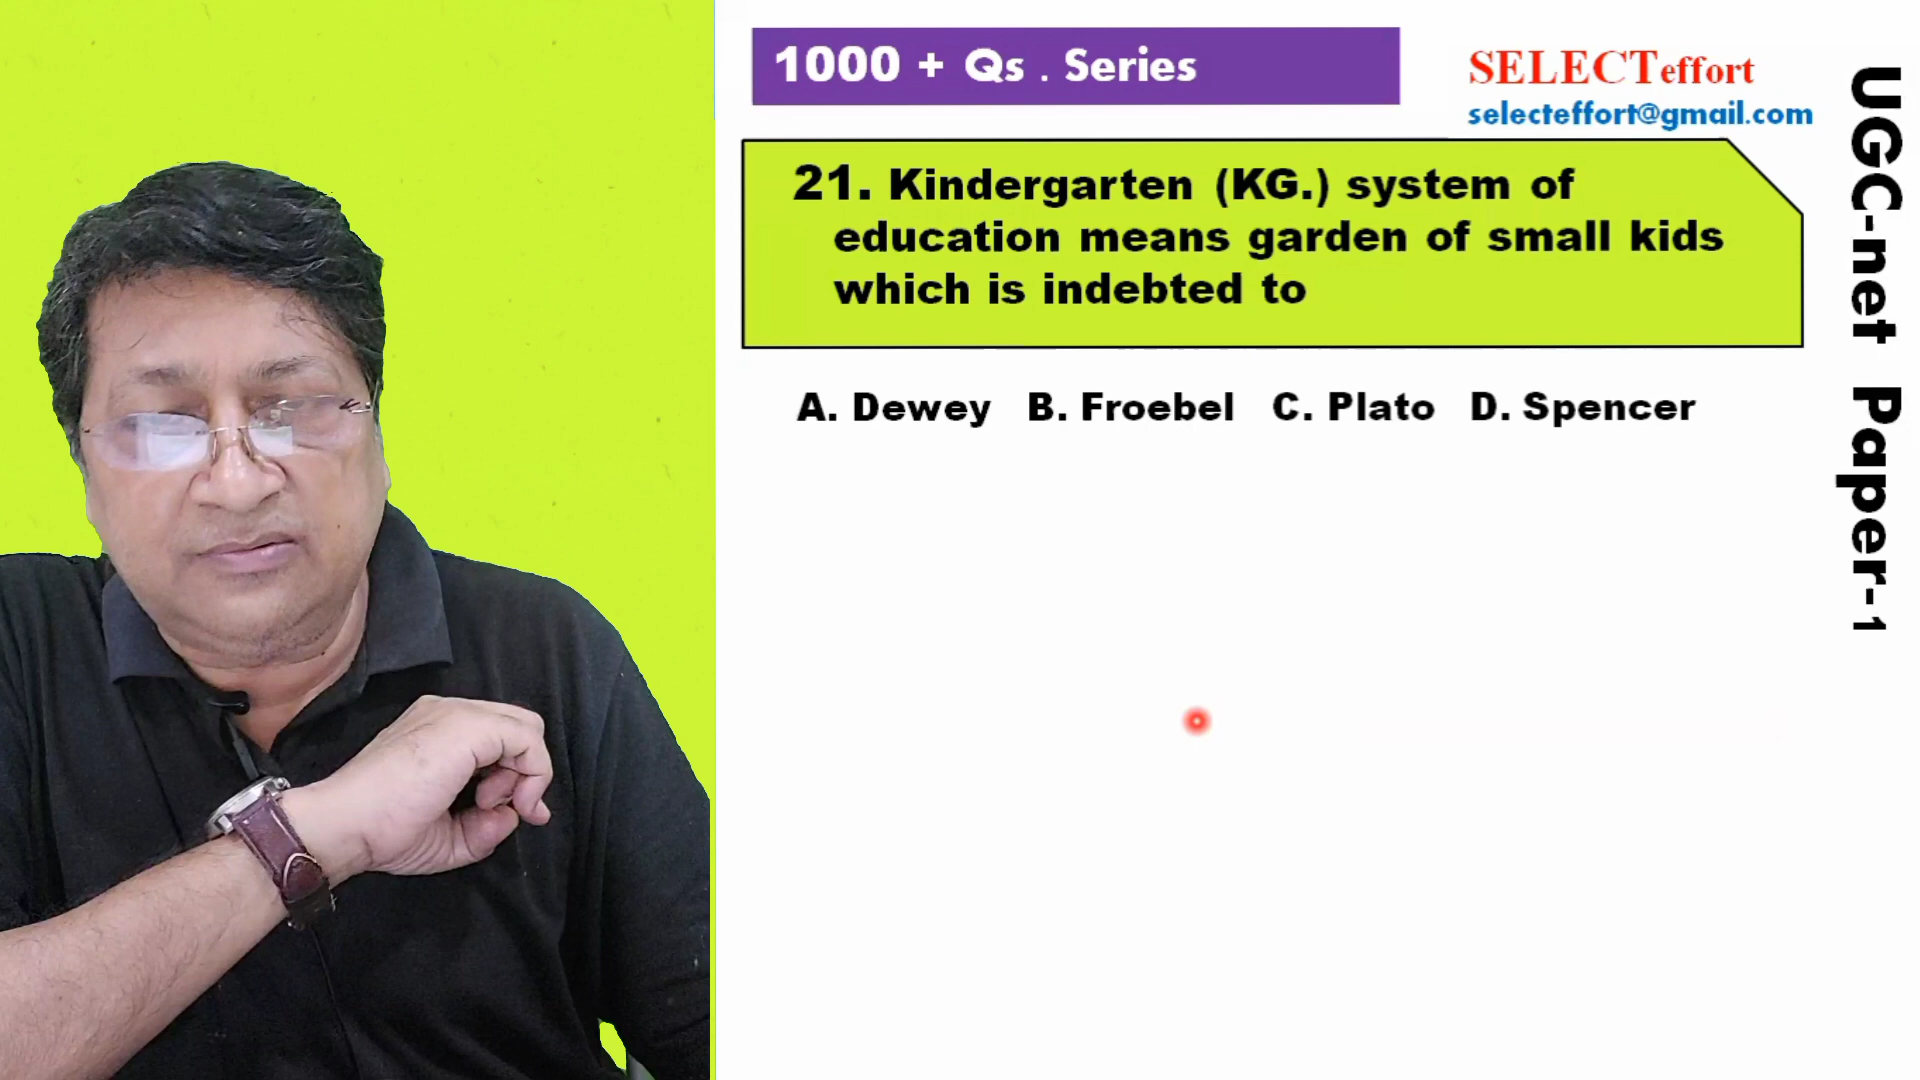 1000 + Qs . Series
SELECTeffort
selecteffort@gmail.com
21. Kindergarten (KG.) system of
education means garden of small kids
which is indebted to
A. Dewey B. Froebel C. Plato D. Spencer
UGC-net Paper-1